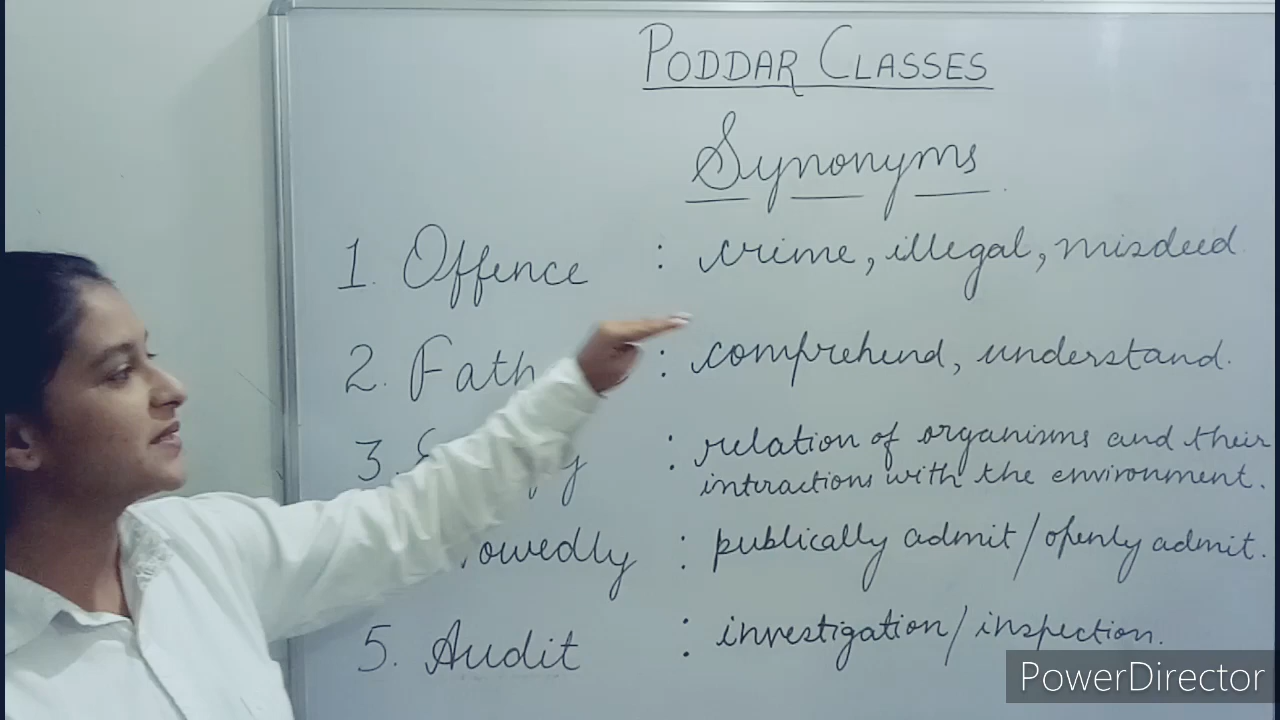 PODDAR CLASSES
Synonyms
1. Offence : crime, illegal, misdeed.
2. Fath : comprehend, understand.
3. : relation of organisms and their
interactions with the environment.
owedly : publically admit / openly admit.
5. Audit : investigation / inspection.
PowerDirector